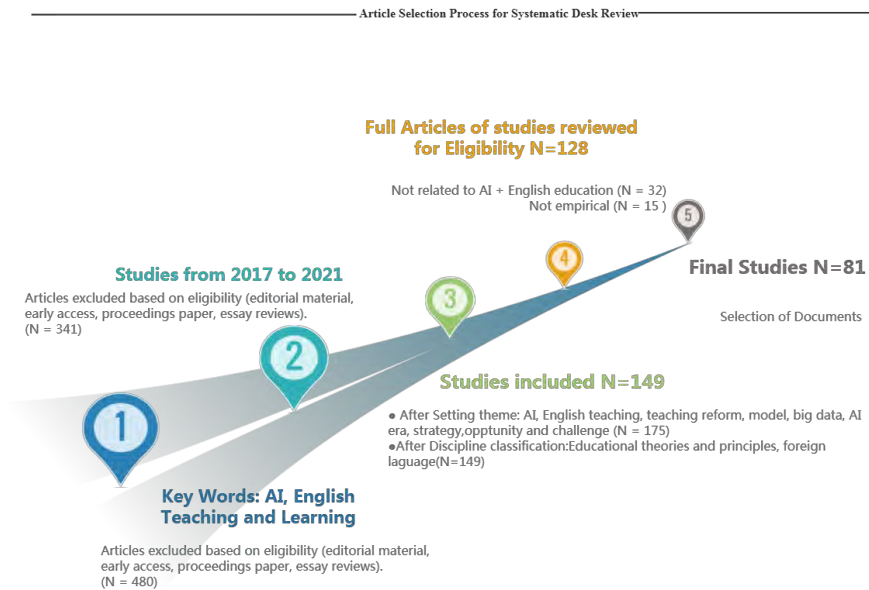 Article Selection Process for Systematic Desk Review
Full Articles of studies reviewed
for Eligibility N=128
Not related to AI + English education (N = 32)
Not empirical (N = 15 )
5
4
Final Studies N=81
Selection of Documents
Studies from 2017 to 2021
Articles excluded based on eligibility (editorial material,
early access, proceedings paper, essay reviews).
(N = 341)
3
2
Studies included N=149
● After Setting theme: AI, English teaching, teaching reform, model, big data, AI
era, strategy,opptunity and challenge (N = 175)
●After Discipline classification:Educational theories and principles, foreign
laguage(N=149)
1
Key Words: AI, English
Teaching and Learning
Articles excluded based on eligibility (editorial material,
early access, proceedings paper, essay reviews).
(N = 480)